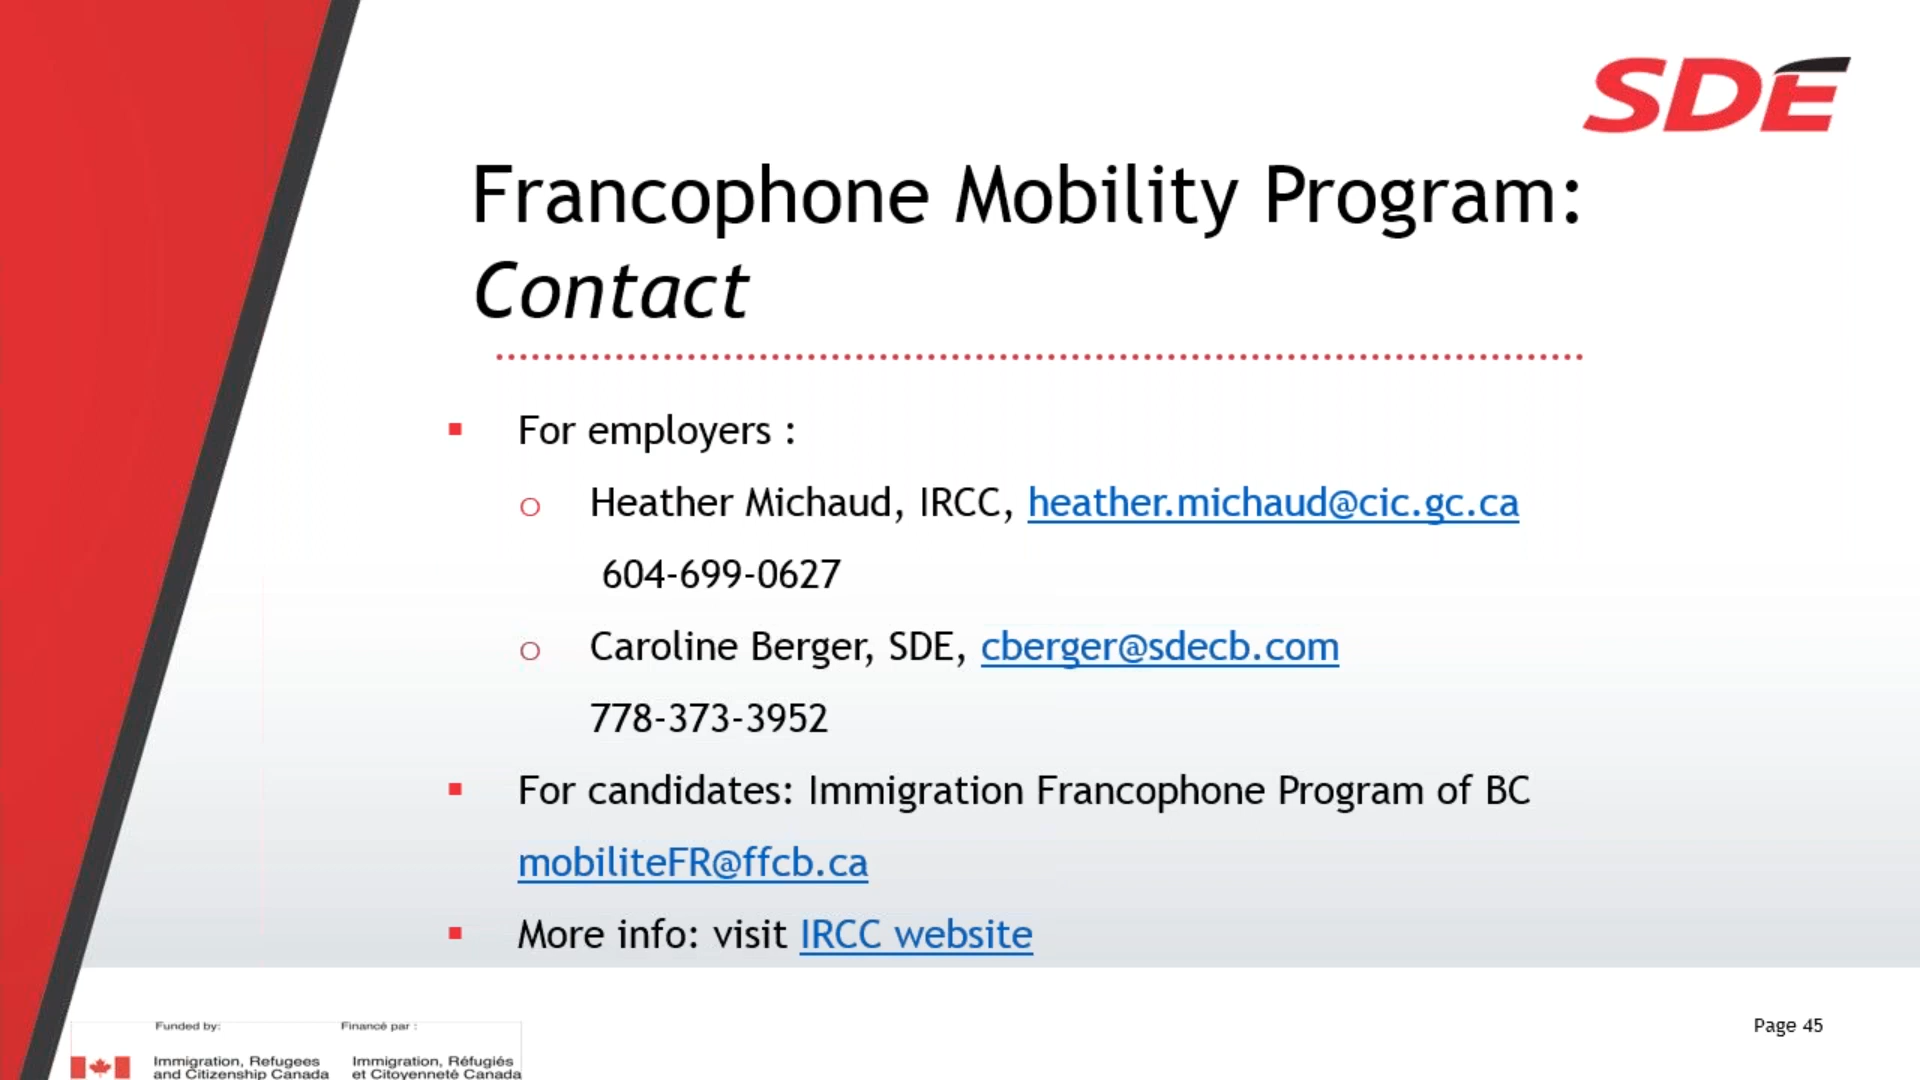 SDE
Francophone Mobility Program:
Contact
For employers :
Heather Michaud, IRCC, heather.michaud@cic.gc.ca
604-699-0627
Caroline Berger, SDE, cberger@sdecb.com
778-373-3952
For candidates: Immigration Francophone Program of BC
mobiliteFR@ffcb.ca
More info: visit IRCC website
Page 45
Funded by: Financé par :
Immigration, Refugees Immigration, Réfugiés
and Citizenship Canada et Citoyenneté Canada